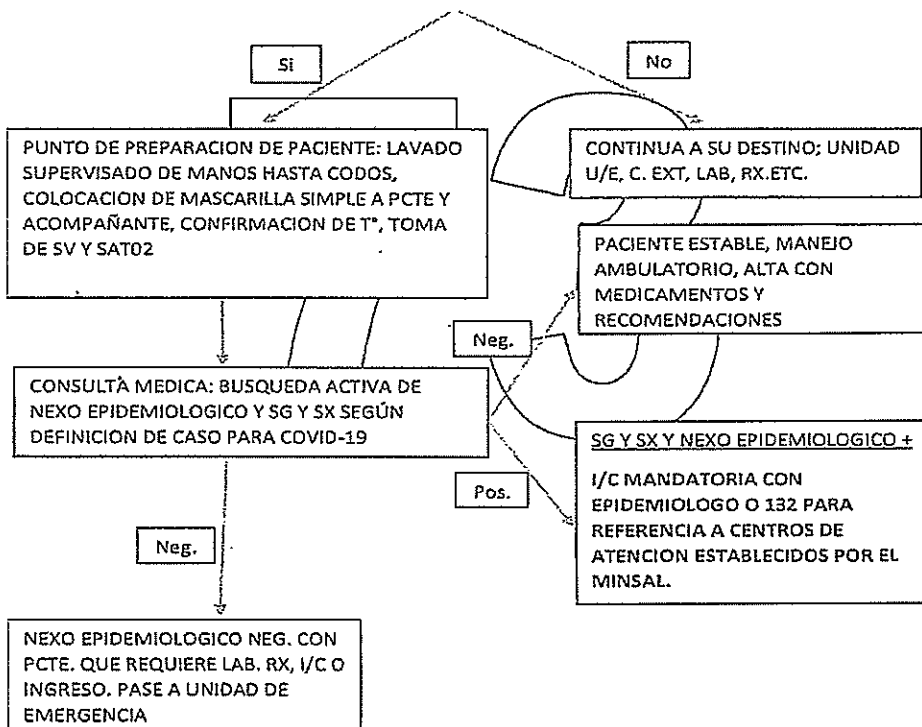 Si
No
PUNTO DE PREPARACION DE PACIENTE: LAVADO
SUPERVISADO DE MANOS HASTA CODOS,
COLOCACION DE MASCARILLA SIMPLE A PCTE Y
ACOMPAÑANTE, CONFIRMACION DE T°, TOMA
DE SV Y SAT02
CONTINUA A SU DESTINO; UNIDAD
U/E, C. EXT, LAB, RX.ETC.
PACIENTE ESTABLE, MANEJO
AMBULATORIO, ALTA CON
MEDICAMENTOS Y
RECOMENDACIONES
Neg.
CONSULTA MEDICA: BUSQUEDA ACTIVA DE
NEXO EPIDEMIOLOGICO Y SG Y SX SEGÚN
DEFINICION DE CASO PARA COVID-19
Pos.
SG Y SX Y NEXO EPIDEMIOLOGICO +
I/C MANDATORIA CON
EPIDEMIOLOGO O 132 PARA
REFERENCIA A CENTROS DE
ATENCION ESTABLECIDOS POR EL
MINSAL.
Neg.
NEXO EPIDEMIOLOGICO NEG. CON
PCTE. QUE REQUIERE LAB. RX, I/C O
INGRESO. PASE A UNIDAD DE
EMERGENCIA